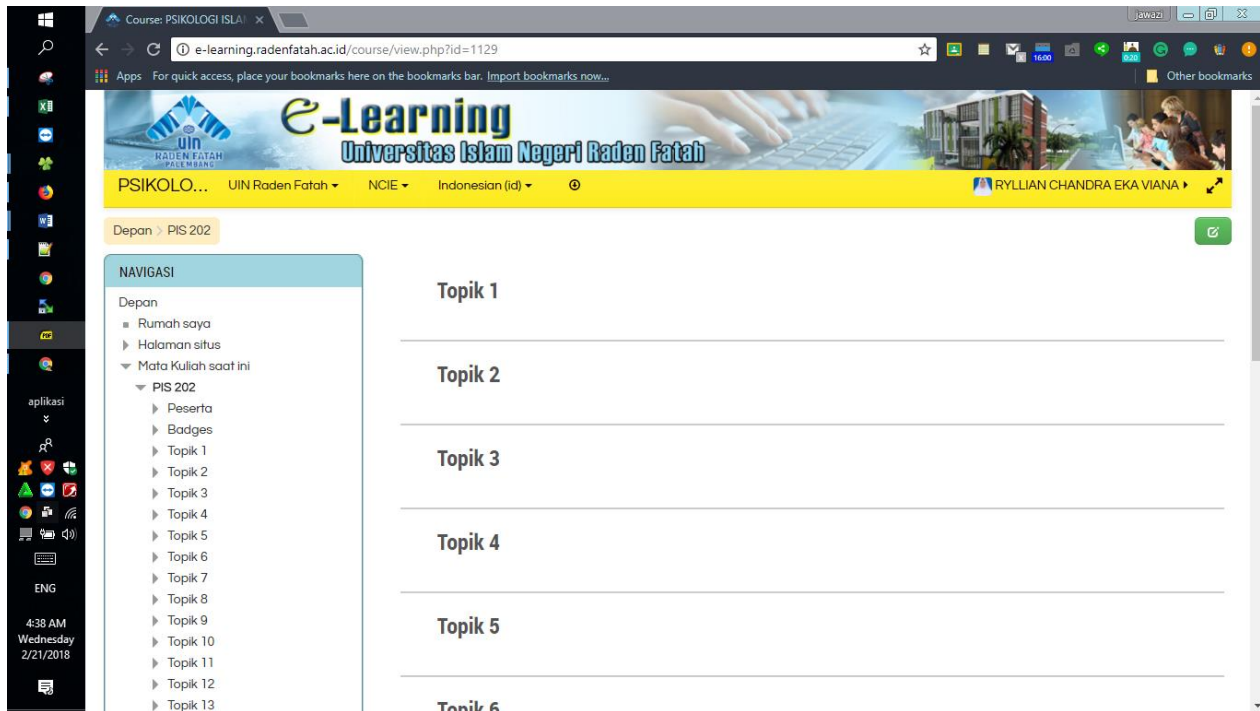 Course: PSIKOLOGI ISLA
jawazi
e-learning.radenfatah.ac.id/course/view.php?id=1129
16:00
0:20
Apps For quick access, place your bookmarks here on the bookmarks bar. Import bookmarks now...
Other bookmarks
uin
RADEN FATAH
PALEMBANG
e-Learning
Universitas Islam Negeri Raden Fatah
PSIKOLO... UIN Raden Fatah NCIE Indonesian (id)
RYLLIAN CHANDRA EKA VIANA
Depan > PIS 202
NAVIGASI
Depan
Rumah saya
Halaman situs
Mata Kuliah saat ini
PIS 202
Peserta
Badges
Topik 1
Topik 2
Topik 3
Topik 4
Topik 5
Topik 6
Topik 7
Topik 8
Topik 9
Topik 10
Topik 11
Topik 12
Topik 13
Topik 1
Topik 2
Topik 3
Topik 4
Topik 5
Topik 6
aplikasi
ENG
4:38 AM
Wednesday
2/21/2018